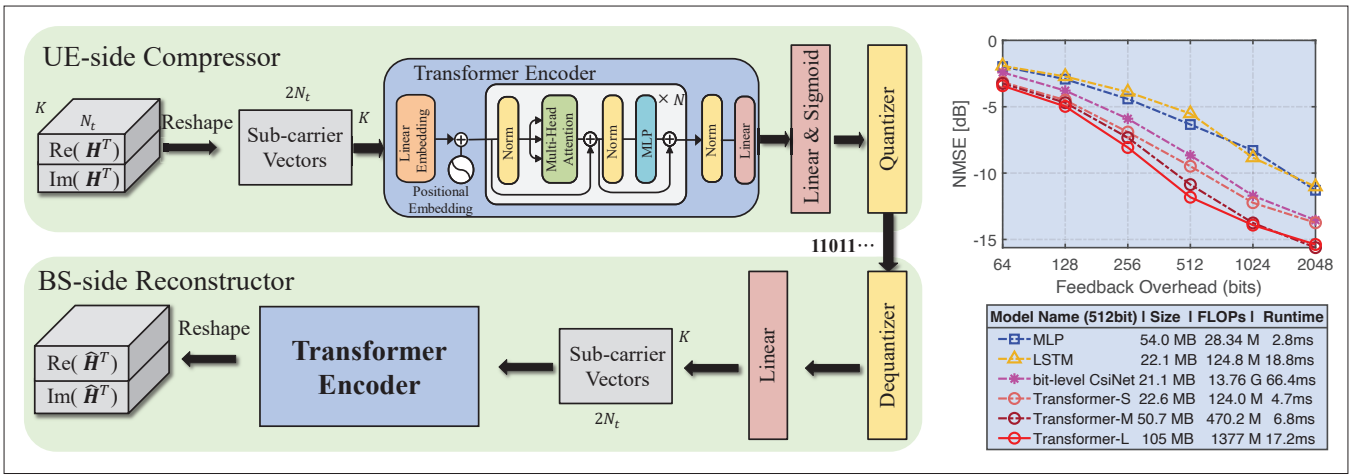 UE-side Compressor
K
N_t
Re( H^T)
Im( H^T)
Reshape
2N_t
K
Sub-carrier
Vectors
Transformer Encoder
Linear
Embedding
Positional
Embedding
Norm
Multi-Head
Attention
Norm
MLP
× N
Norm
Linear
Linear & Sigmoid
Quantizer
11011···
BS-side Reconstructor
Re( Ĥ^T)
Im( Ĥ^T)
Reshape
Transformer
Encoder
Sub-carrier
Vectors
K
2N_t
Linear
Dequantizer
NMSE [dB]
0
-5
-10
-15
64 128 256 512 1024 2048
Feedback Overhead (bits)
Model Name (512bit) | Size | FLOPs | Runtime
MLP 54.0 MB 28.34 M 2.8ms
LSTM 22.1 MB 124.8 M 18.8ms
bit-level CsiNet 21.1 MB 13.76 G 66.4ms
Transformer-S 22.6 MB 124.0 M 4.7ms
Transformer-M 50.7 MB 470.2 M 6.8ms
Transformer-L 105 MB 1377 M 17.2ms